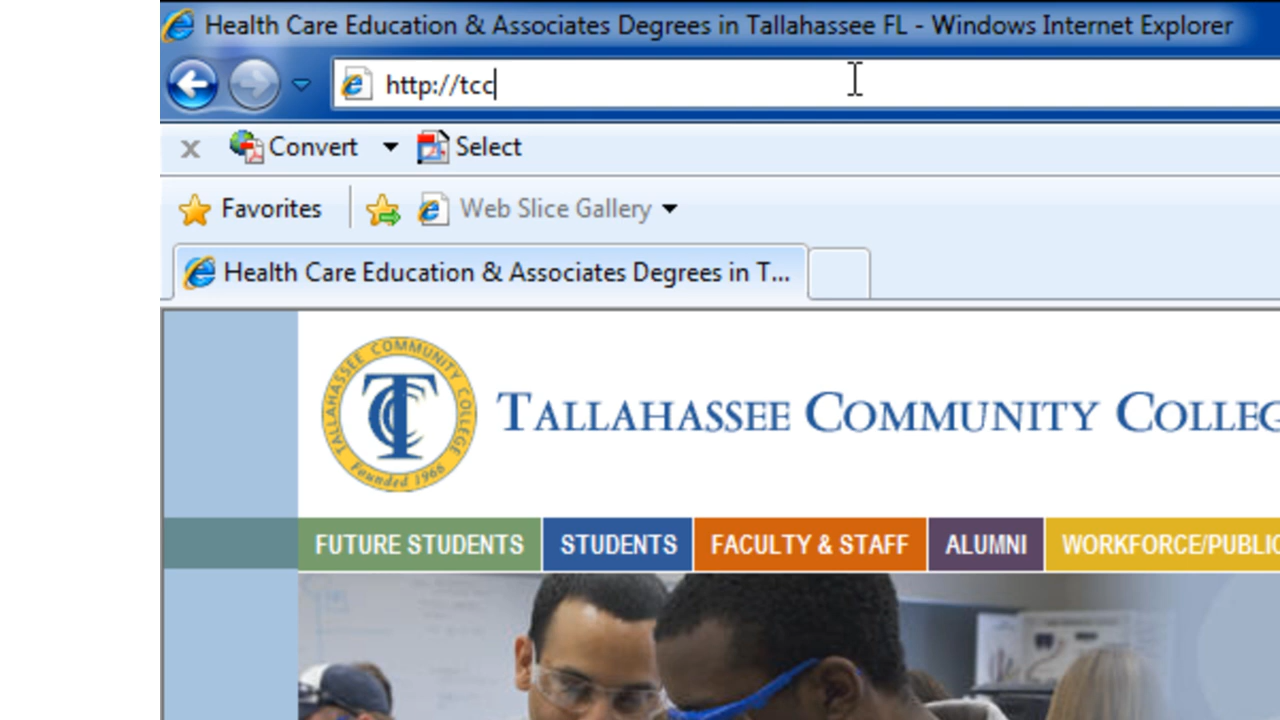 Health Care Education & Associates Degrees in Tallahassee FL - Windows Internet Explorer
http://tcc
x Convert Select
Favorites Web Slice Gallery
Health Care Education & Associates Degrees in T...
TALLAHASSEE COMMUNITY COLLEGE
TCC
Founded 1966
TALLAHASSEE COMMUNITY COLLEG
FUTURE STUDENTS STUDENTS FACULTY & STAFF ALUMNI WORKFORCE/PUBLIC